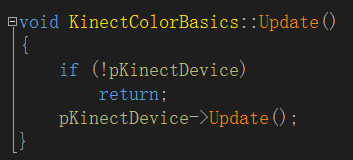 void KinectColorBasics::Update()
{
    if (!pKinectDevice)
        return;
    pKinectDevice->Update();
}